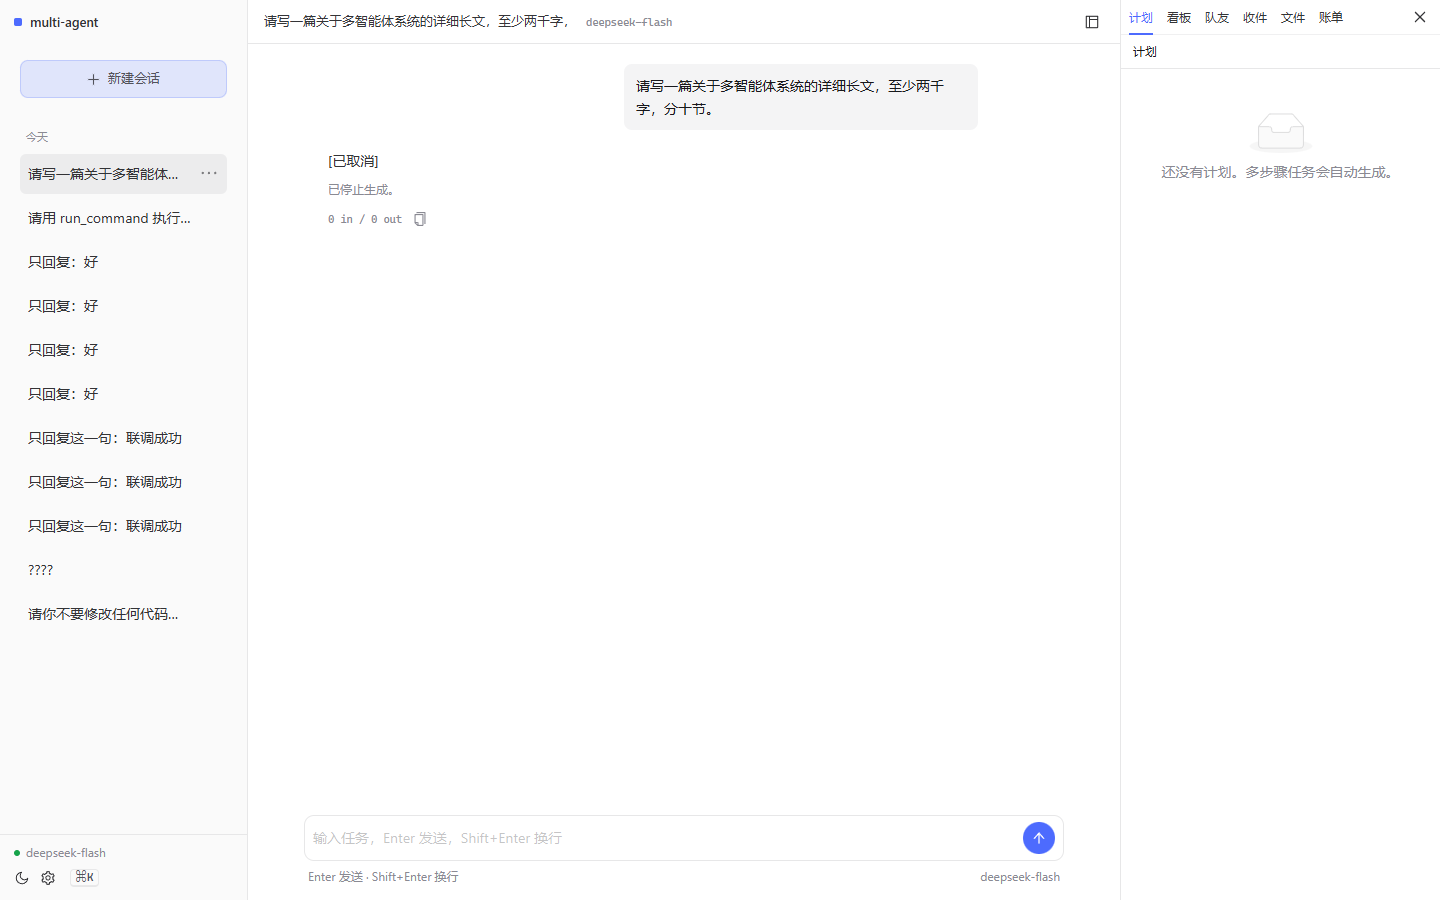 multi-agent
新建会话
今天
请写一篇关于多智能体...
请用 run_command 执行...
只回复：好
只回复：好
只回复：好
只回复：好
只回复这一句：联调成功
只回复这一句：联调成功
只回复这一句：联调成功
????
请你不要修改任何代码...
deepseek-flash
⌘K
请写一篇关于多智能体系统的详细长文，至少两千字， deepseek-flash
请写一篇关于多智能体系统的详细长文，至少两千
字，分十节。
[已取消]
已停止生成。
0 in / 0 out
输入任务，Enter 发送，Shift+Enter 换行
Enter 发送 · Shift+Enter 换行
deepseek-flash
计划 看板 队友 收件 文件 账单
计划
还没有计划。多步骤任务会自动生成。